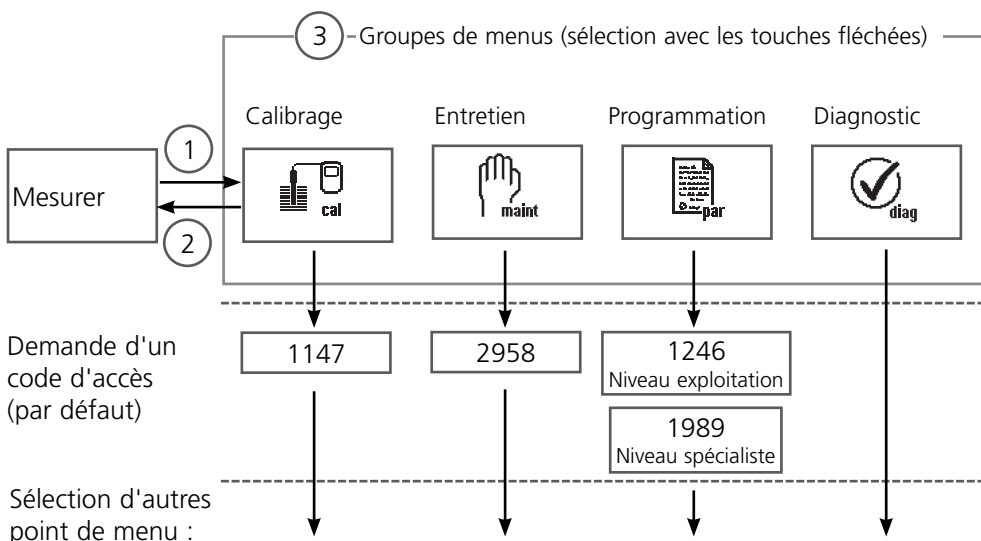 3 Groupes de menus (sélection avec les touches fléchées)
Calibrage Entretien Programmation Diagnostic
1
Mesurer
cal maint par diag
2
Demande d'un
code d'accès
(par défaut)
1147 2958 1246
Niveau exploitation
1989
Niveau spécialiste
Sélection d'autres
point de menu :